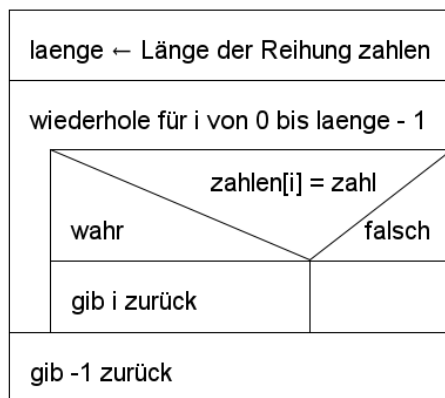 laenge ← Länge der Reihung zahlen
wiederhole für i von 0 bis laenge - 1
zahlen[i] = zahl
wahr
falsch
gib i zurück
gib -1 zurück